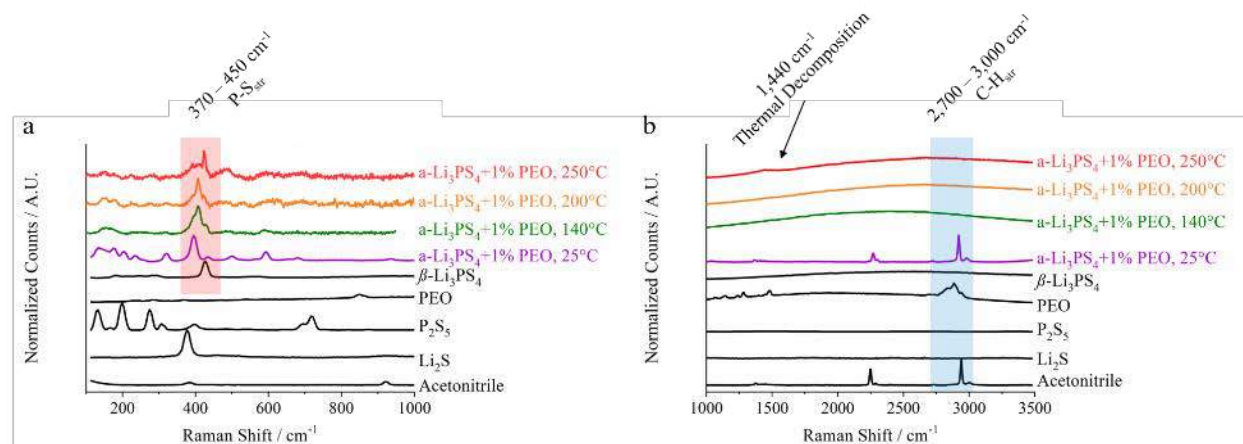 370 – 450 cm⁻¹
P-Sₛₜᵣ
1,440 cm⁻¹
Thermal Decomposition
2,700 – 3,000 cm⁻¹
C-Hₛₜᵣ
a
Normalized Counts / A.U.
a-Li₃PS₄+1% PEO, 250°C
a-Li₃PS₄+1% PEO, 200°C
a-Li₃PS₄+1% PEO, 140°C
a-Li₃PS₄+1% PEO, 25°C
β-Li₃PS₄
PEO
P₂S₅
Li₂S
Acetonitrile
200 400 600 800 1000
Raman Shift / cm⁻¹
b
Normalized Counts / A.U.
a-Li₃PS₄+1% PEO, 250°C
a-Li₃PS₄+1% PEO, 200°C
a-Li₃PS₄+1% PEO, 140°C
a-Li₃PS₄+1% PEO, 25°C
β-Li₃PS₄
PEO
P₂S₅
Li₂S
Acetonitrile
1000 1500 2000 2500 3000 3500
Raman Shift / cm⁻¹